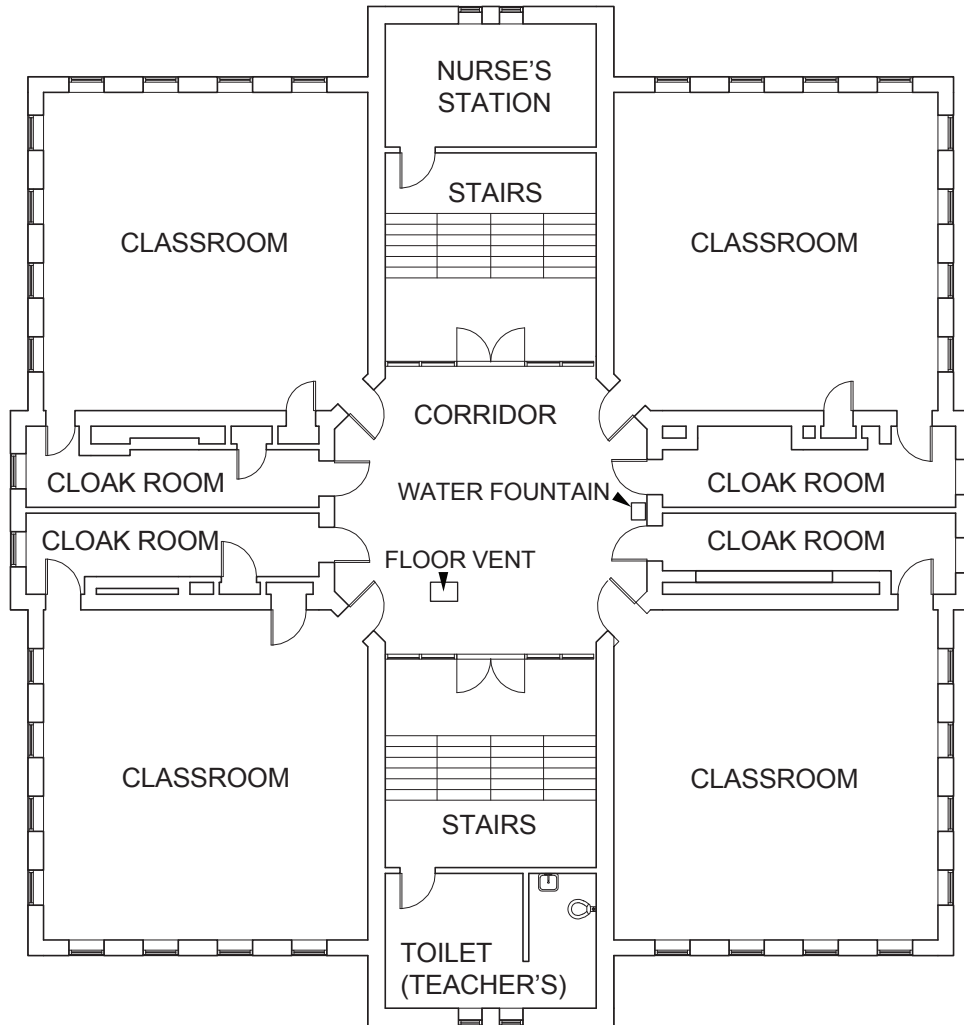 NURSE'S
STATION
STAIRS
CLASSROOM
CLASSROOM
CORRIDOR
CLOAK ROOM
WATER FOUNTAIN
CLOAK ROOM
CLOAK ROOM
FLOOR VENT
CLOAK ROOM
CLASSROOM
CLASSROOM
STAIRS
TOILET
(TEACHER'S)